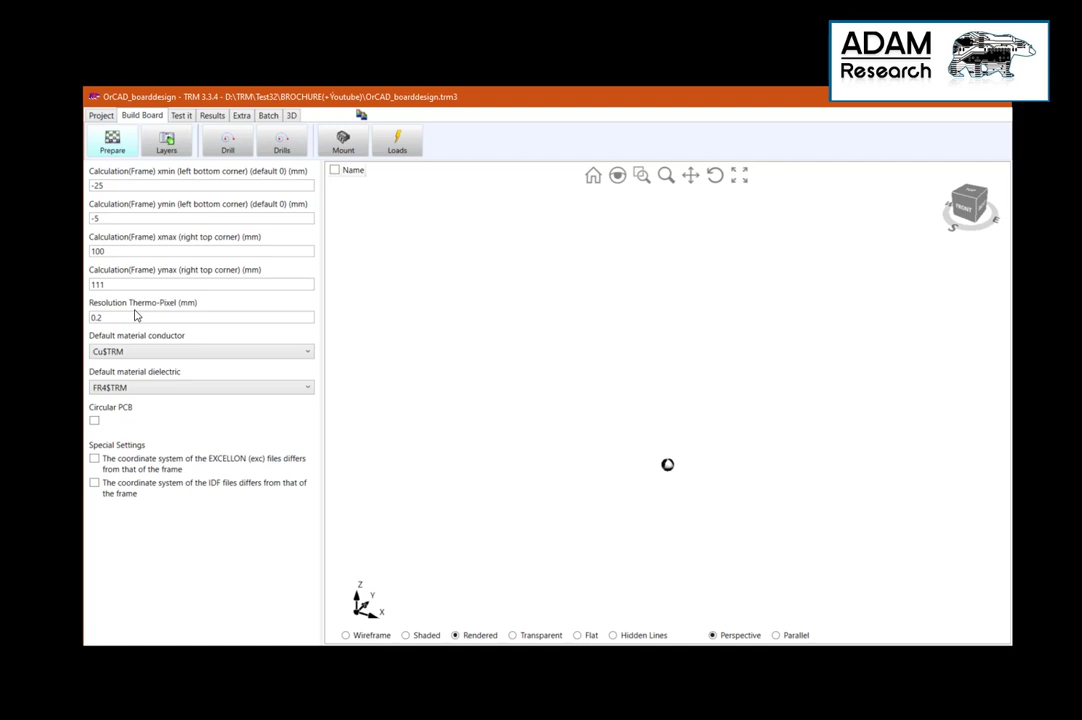 ADAM
Research
OrCAD_boarddesign - TRM 3.3.4 - D:\TRM\Test32\BROCHURE(+Youtube)\OrCAD_boarddesign.trm3
Project Build Board Test it Results Extra Batch 3D
Prepare Layers Drill Drills Mount Loads
Calculation(Frame) xmin (left bottom corner) (default 0) (mm)
-25
Calculation(Frame) ymin (left bottom corner) (default 0) (mm)
-5
Calculation(Frame) xmax (right top corner) (mm)
100
Calculation(Frame) ymax (right top corner) (mm)
111
Resolution Thermo-Pixel (mm)
0.2
Default material conductor
Cu$TRM
Default material dielectric
FR4$TRM
Circular PCB
Special Settings
The coordinate system of the EXCELLON (exc) files differs
from that of the frame
The coordinate system of the IDF files differs from that of
the frame
Name
FRONT
S
E
Z
Y
X
Wireframe Shaded Rendered Transparent Flat Hidden Lines Perspective Parallel